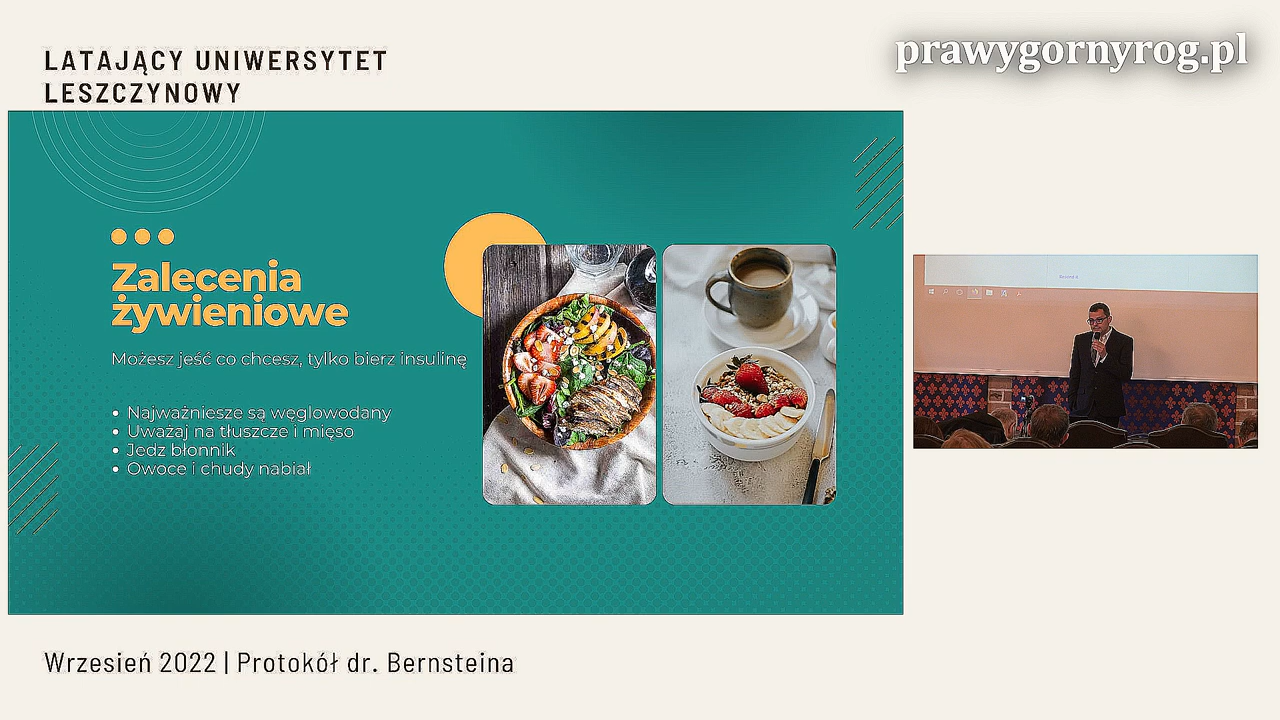 LATAJĄCY UNIWERSYTET
LESZCZYNOWY
prawygornyrog.pl
Zalecenia
żywieniowe
Możesz jeść co chcesz, tylko bierz insulinę
• Najważniesze są węglowodany
• Uważaj na tłuszcze i mięso
• Jedz błonnik
• Owoce i chudy nabiał
Wrzesień 2022 | Protokół dr. Bernsteina